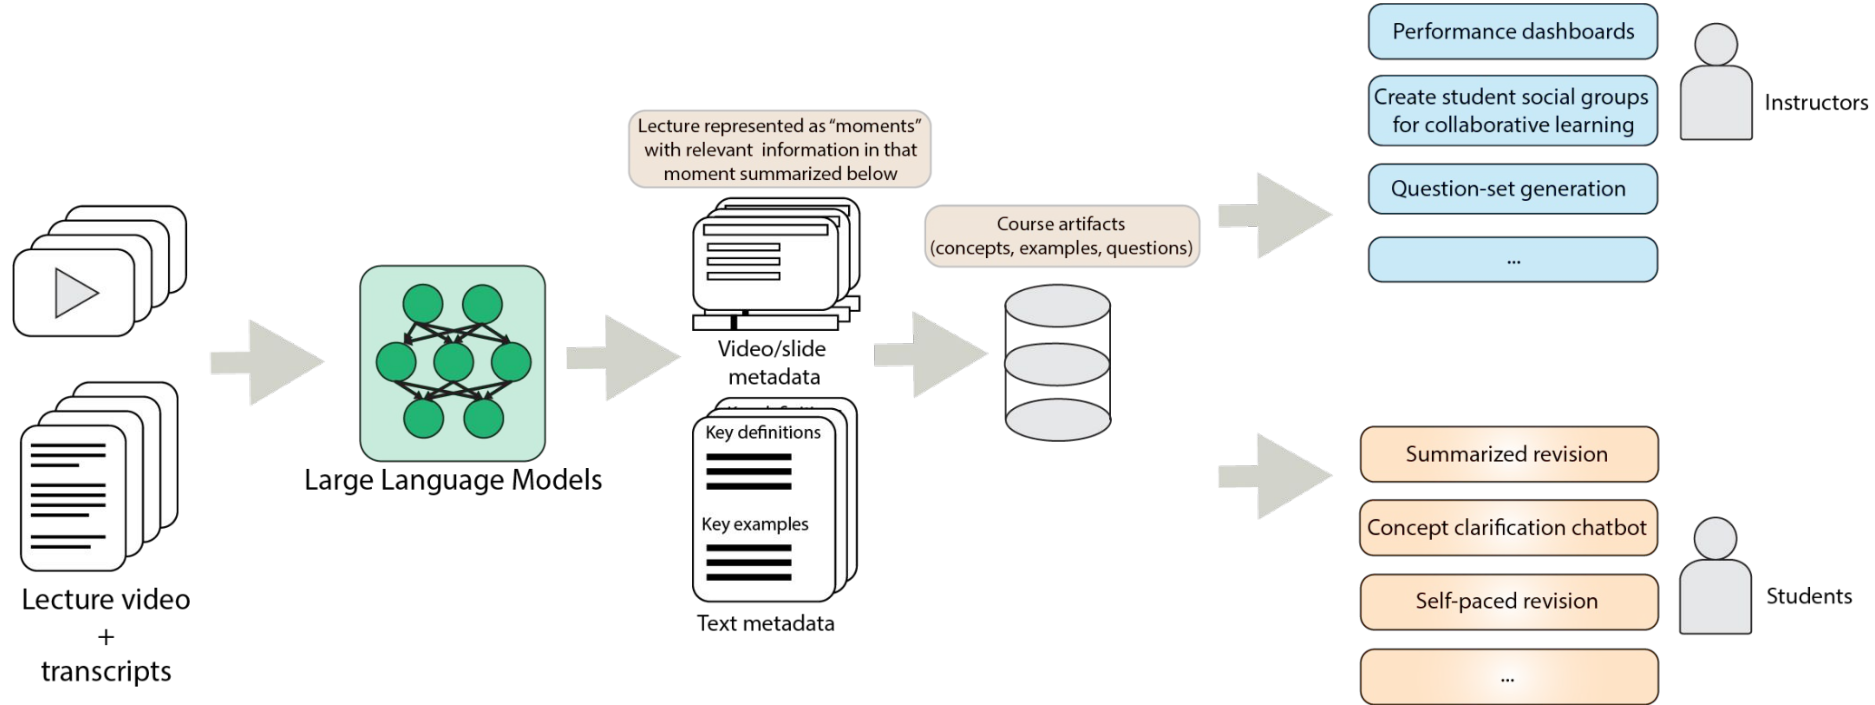 Lecture video
+
transcripts
Large Language Models
Lecture represented as “moments”
with relevant information in that
moment summarized below
Video/slide
metadata
Key definitions
Key examples
Text metadata
Course artifacts
(concepts, examples, questions)
Performance dashboards
Create student social groups
for collaborative learning
Question-set generation
...
Instructors
Summarized revision
Concept clarification chatbot
Self-paced revision
...
Students